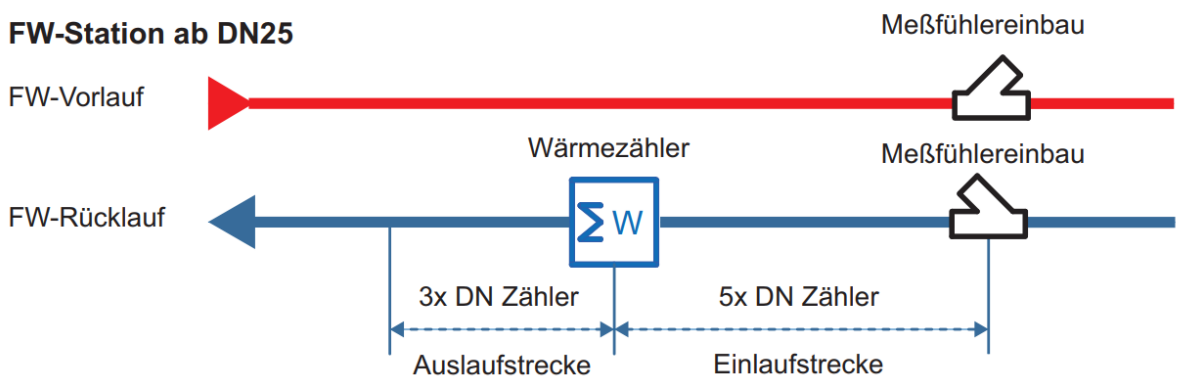 FW-Station ab DN25
Meßfühlereinbau
FW-Vorlauf
Wärmezähler
Meßfühlereinbau
FW-Rücklauf
∑ W
3x DN Zähler
5x DN Zähler
Auslaufstrecke
Einlaufstrecke